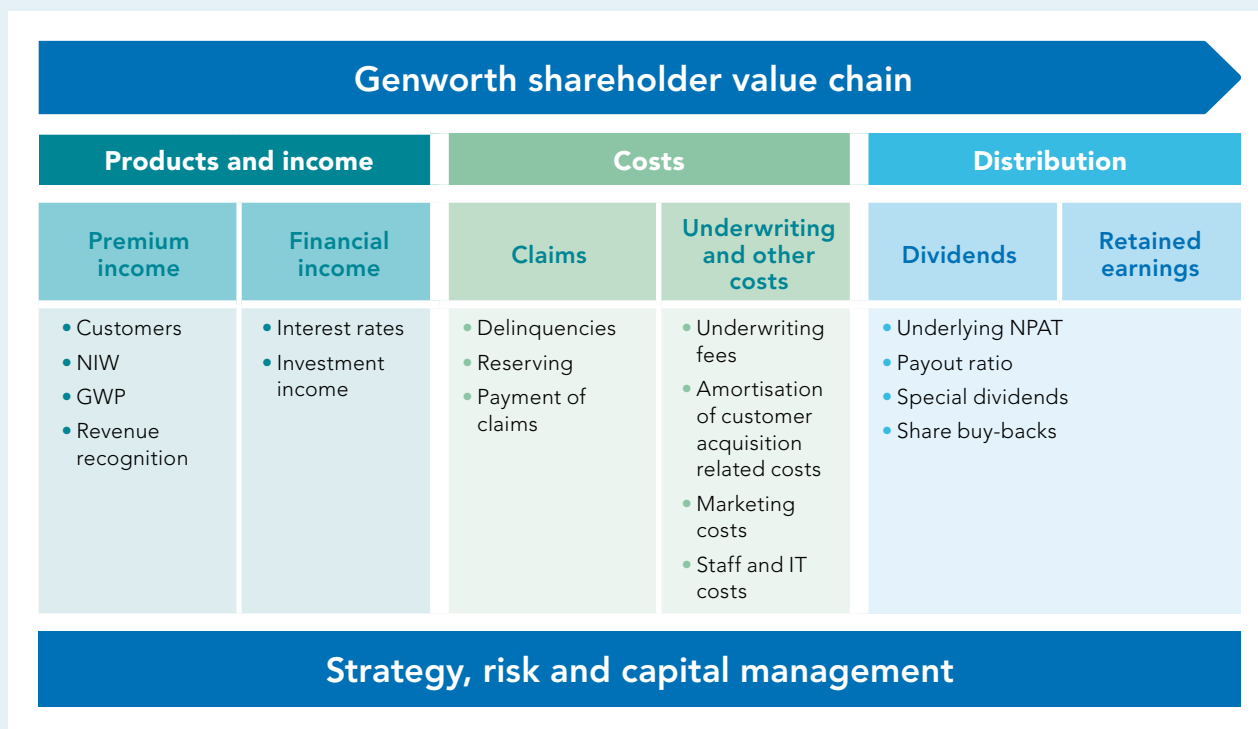 Genworth shareholder value chain
Products and income
Costs
Distribution
Premium
income
Financial
income
Claims
Underwriting
and other
costs
Dividends
Retained
earnings
• Customers
• NIW
• GWP
• Revenue
recognition
• Interest rates
• Investment
income
• Delinquencies
• Reserving
• Payment of
claims
• Underwriting
fees
• Amortisation
of customer
acquisition
related costs
• Marketing
costs
• Staff and IT
costs
• Underlying NPAT
• Payout ratio
• Special dividends
• Share buy-backs
Strategy, risk and capital management